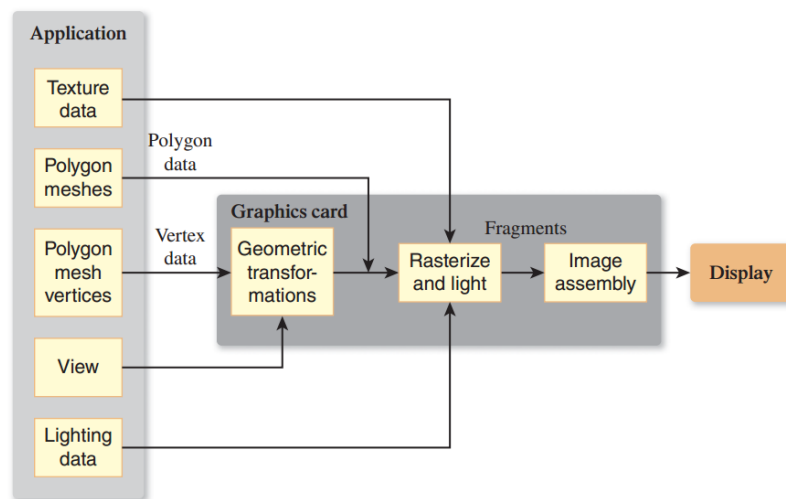 Application
Texture
data
Polygon
data
Polygon
meshes
Graphics card
Vertex
data
Polygon
mesh
vertices
Geometric
transfor-
mations
Fragments
Rasterize
and light
Image
assembly
Display
View
Lighting
data